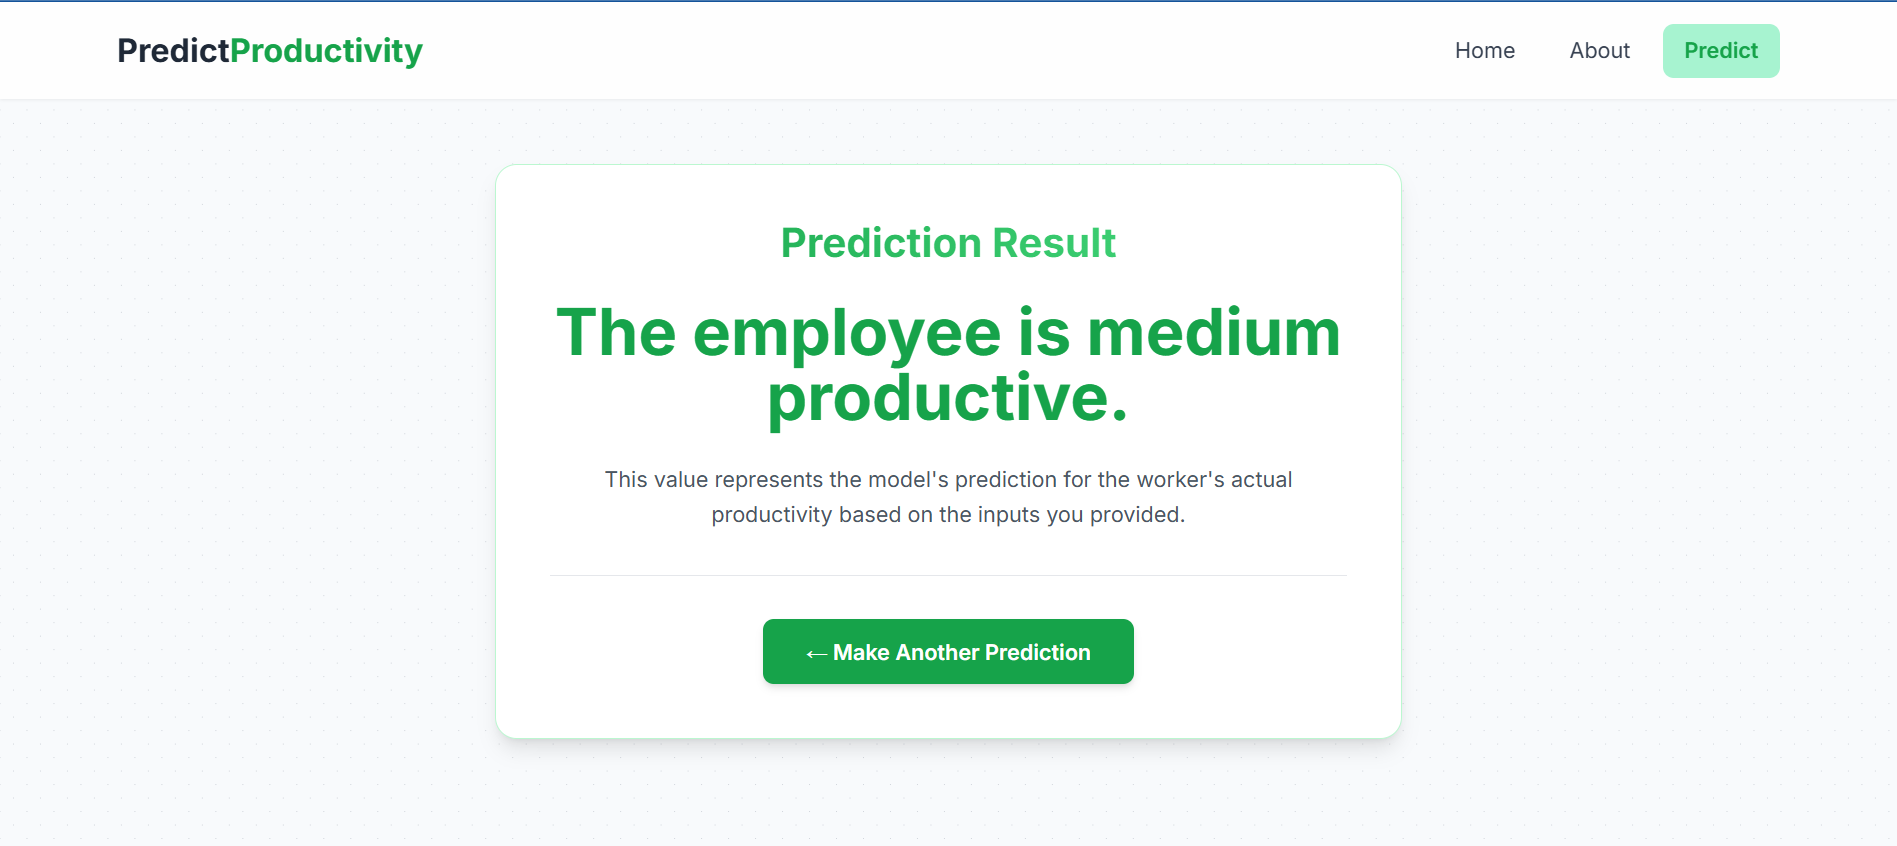 PredictProductivity
Home
About
Predict
Prediction Result
The employee is medium
productive.
This value represents the model's prediction for the worker's actual
productivity based on the inputs you provided.
← Make Another Prediction